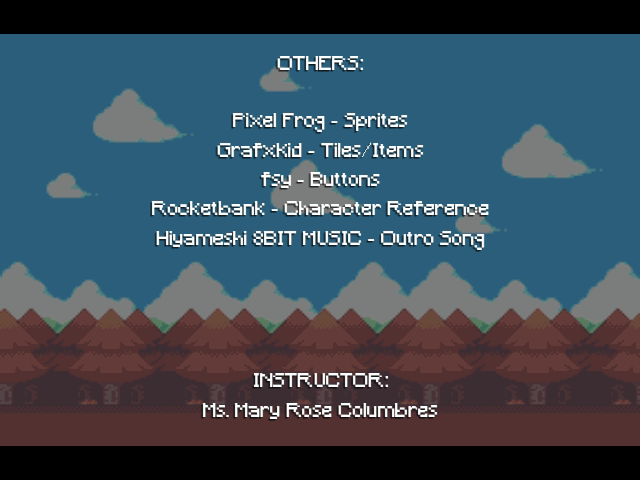 OTHERS:
Pixel Frog - Sprites
GrafxKid - Tiles/Items
fsy - Buttons
Rocketbank - Character Reference
Hiyameshi 8BIT MUSIC - Outro Song
INSTRUCTOR:
Ms. Mary Rose Columbres